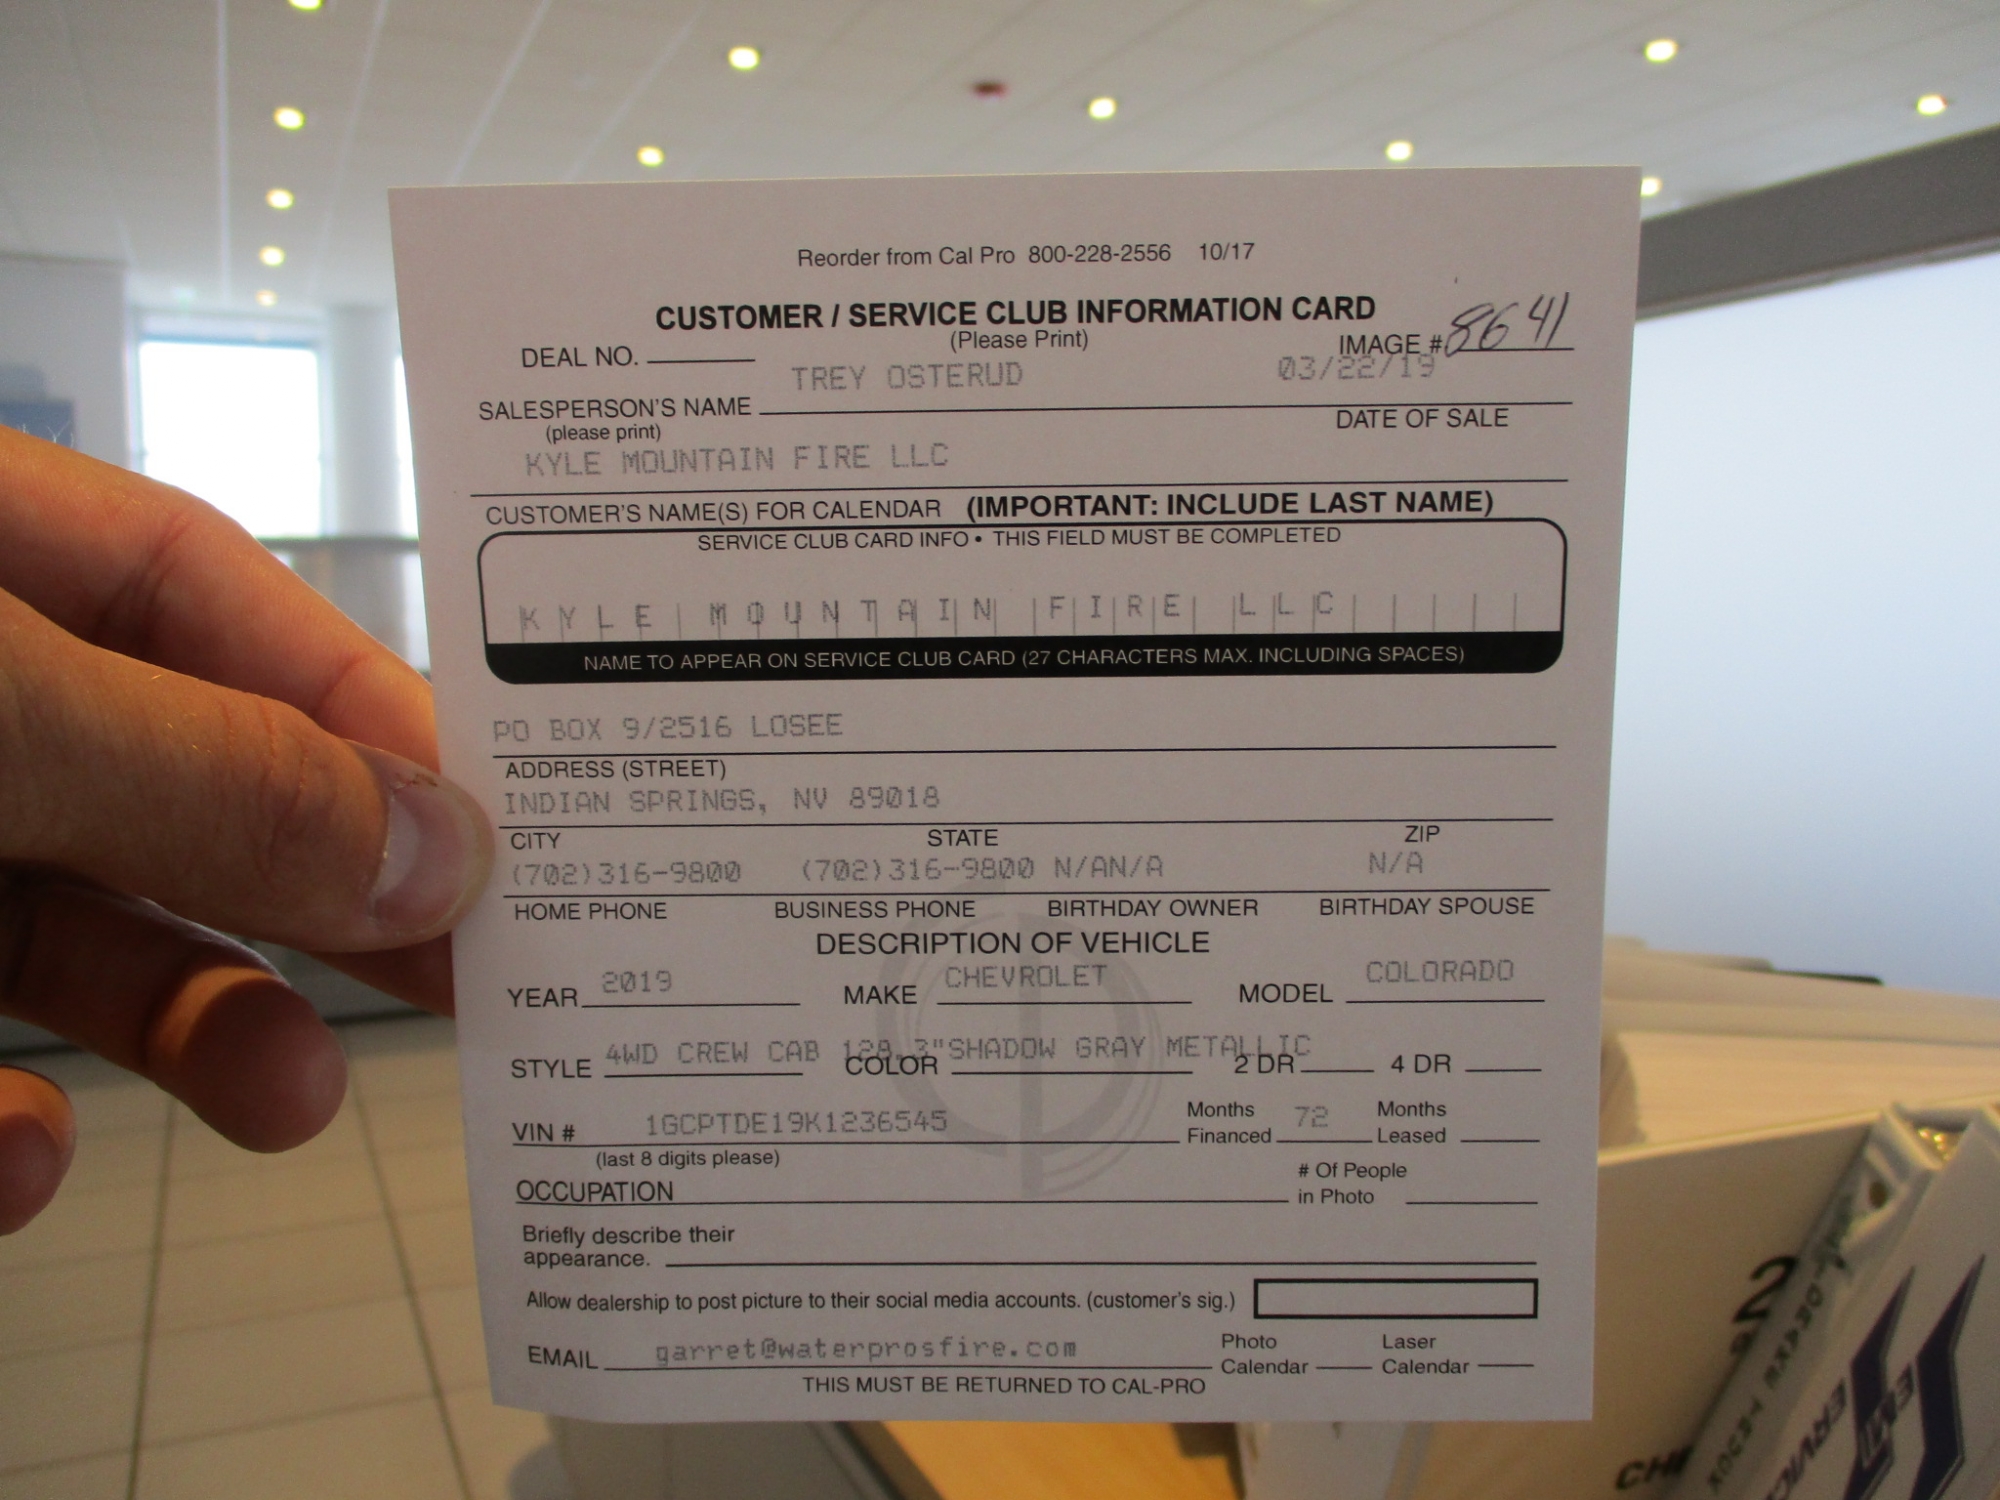 Reorder from Cal Pro 800-228-2556 10/17
CUSTOMER / SERVICE CLUB INFORMATION CARD
(Please Print)
DEAL NO. IMAGE # 8641
TREY OSTERUD 03/22/19
SALESPERSON'S NAME DATE OF SALE
(please print)
KYLE MOUNTAIN FIRE LLC
CUSTOMER'S NAME(S) FOR CALENDAR (IMPORTANT: INCLUDE LAST NAME)
SERVICE CLUB CARD INFO • THIS FIELD MUST BE COMPLETED
KYLE MOUNTAIN FIRE LLC
NAME TO APPEAR ON SERVICE CLUB CARD (27 CHARACTERS MAX. INCLUDING SPACES)
PO BOX 9/2516 LOSEE
ADDRESS (STREET)
INDIAN SPRINGS, NV 89018
CITY STATE ZIP
(702)316-9800 (702)316-9800 N/AN/A N/A
HOME PHONE BUSINESS PHONE BIRTHDAY OWNER BIRTHDAY SPOUSE
DESCRIPTION OF VEHICLE
YEAR 2019 MAKE CHEVROLET MODEL COLORADO
4WD CREW CAB 128.3"SHADOW GRAY METALLIC
STYLE COLOR 2 DR 4 DR
VIN # 1GCPTDE19K1236545 Months Financed 72 Months Leased
(last 8 digits please)
OCCUPATION # Of People in Photo
Briefly describe their
appearance.
Allow dealership to post picture to their social media accounts. (customer's sig.)
EMAIL garret@waterprosfire.com Photo Calendar Laser Calendar
THIS MUST BE RETURNED TO CAL-PRO